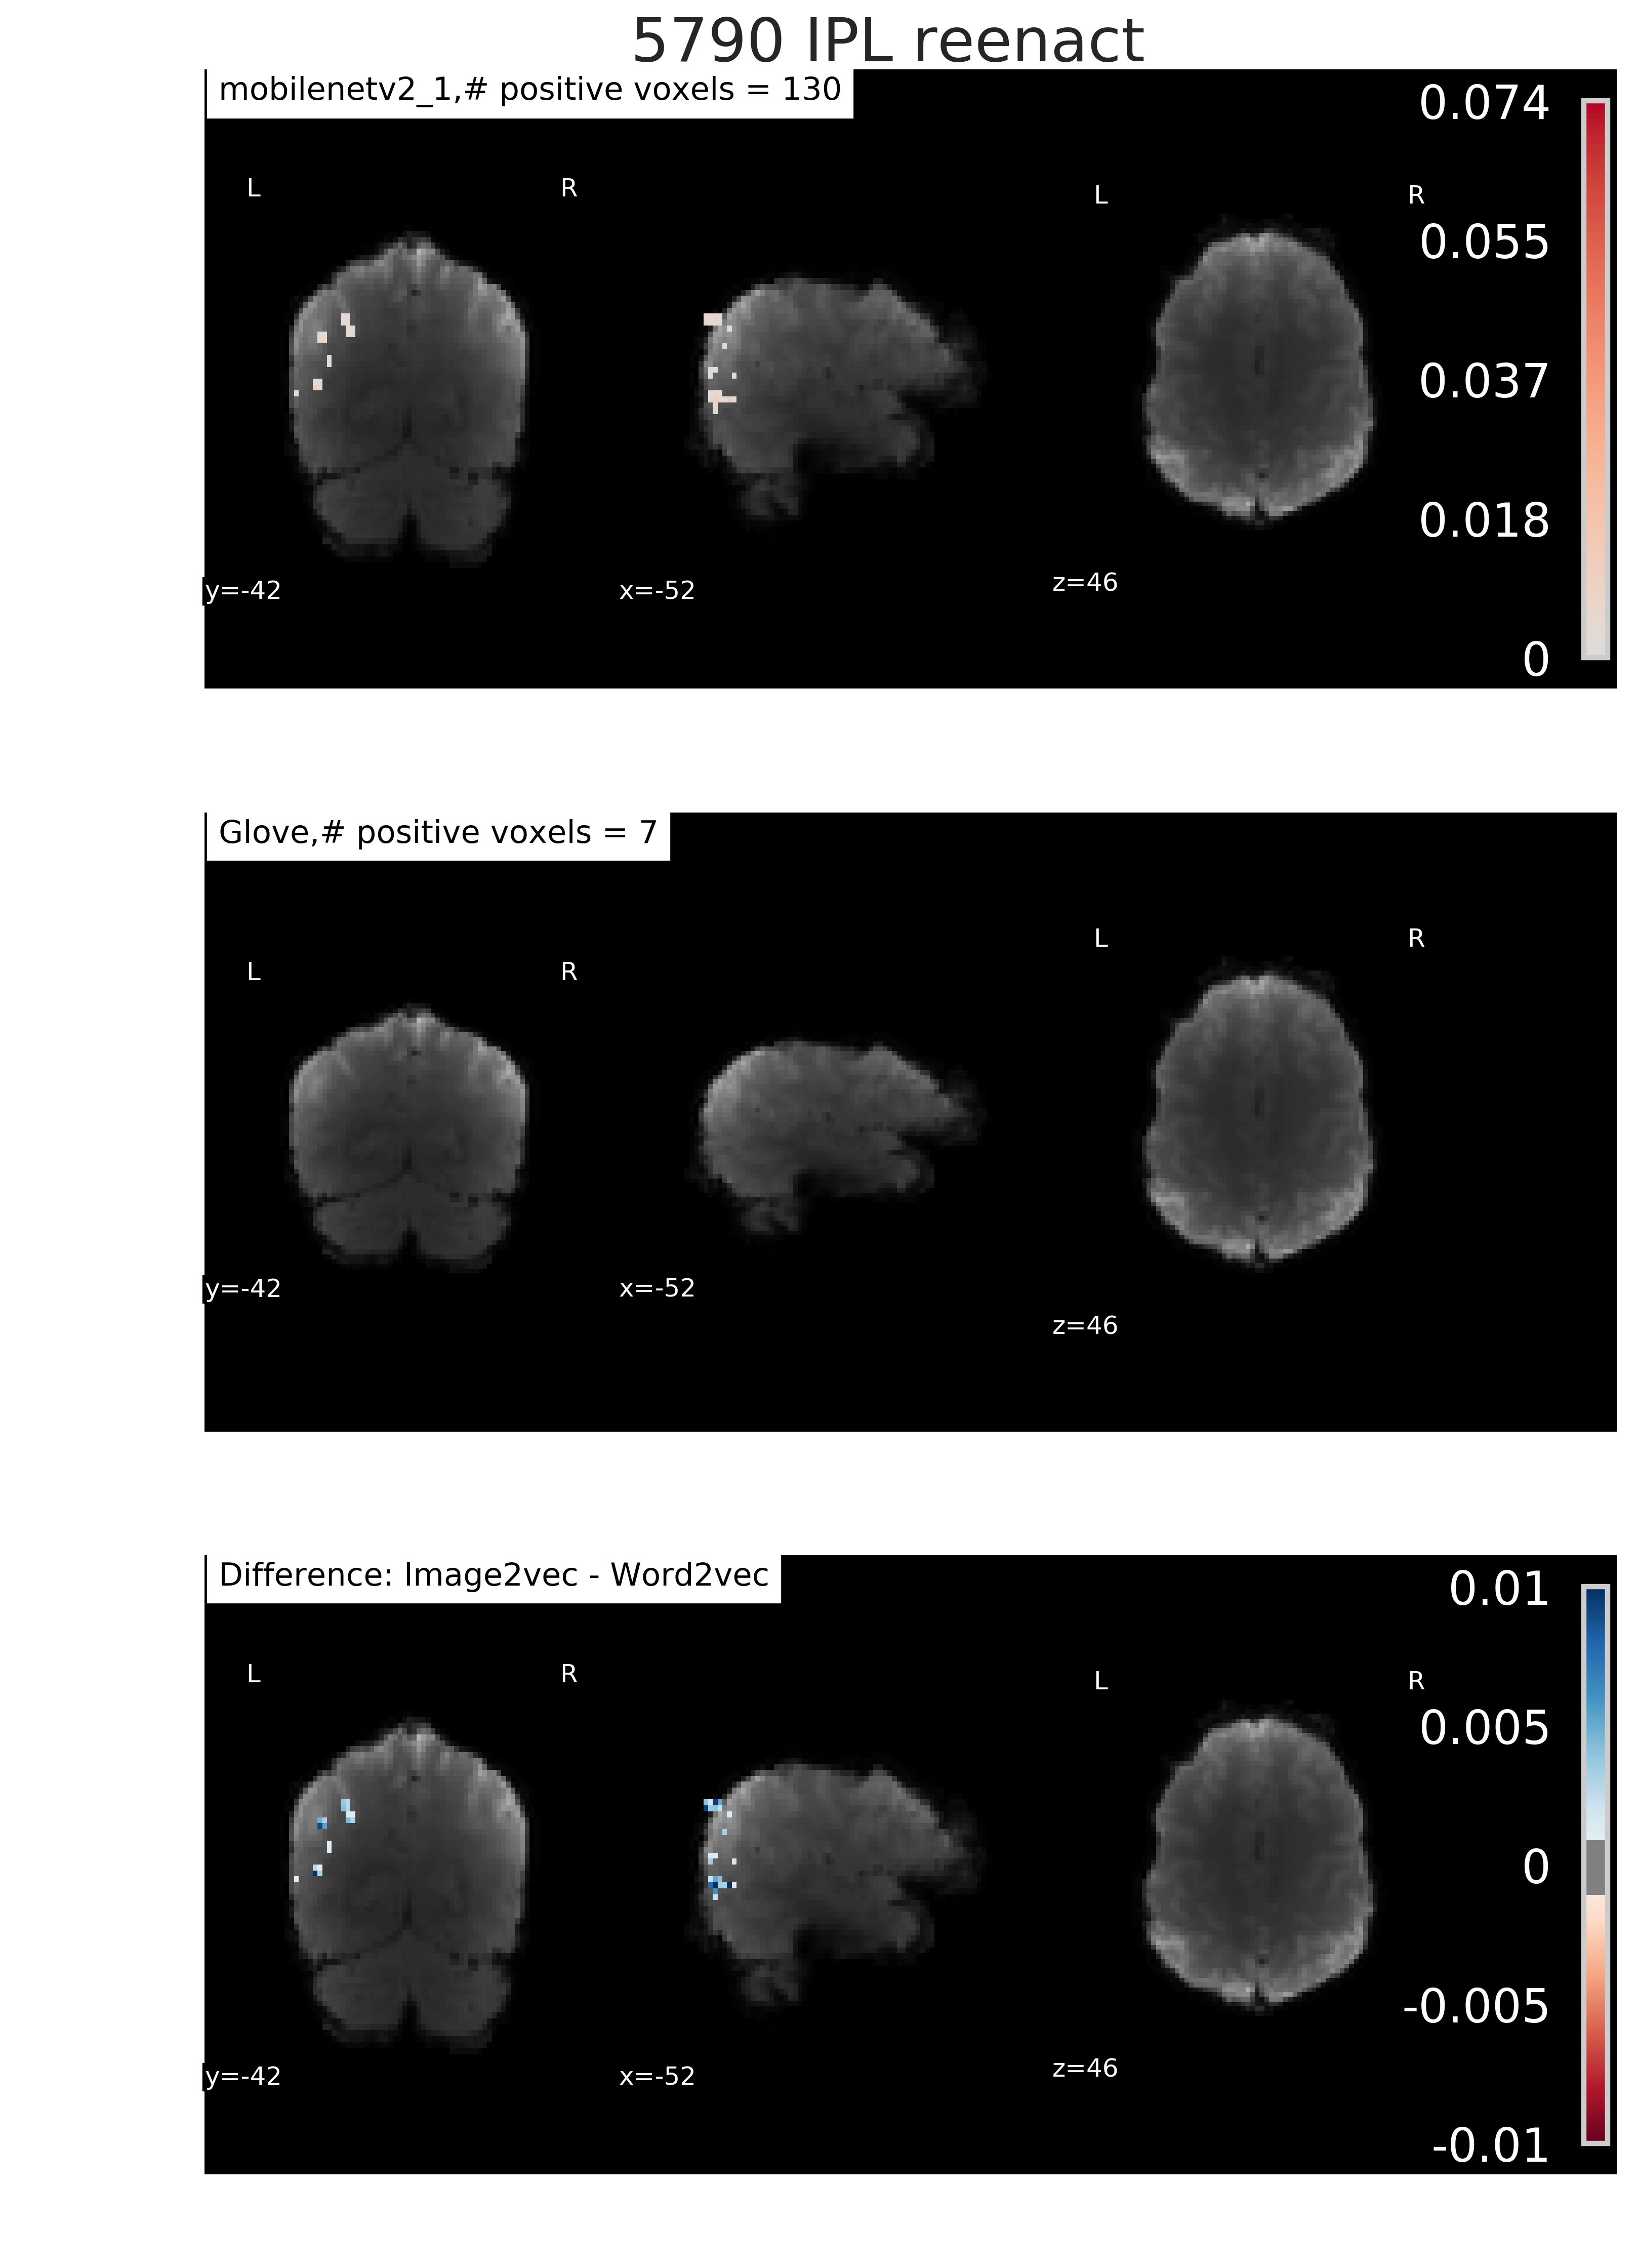 5790 IPL reenact
mobilenetv2_1,# positive voxels = 130
0.074
L R L R
0.055
0.037
0.018
y=-42 x=-52 z=46
0
Glove,# positive voxels = 7
L R L R
y=-42 x=-52 z=46
Difference: Image2vec - Word2vec
0.01
L R L R
0.005
0
-0.005
y=-42 x=-52 z=46
-0.01